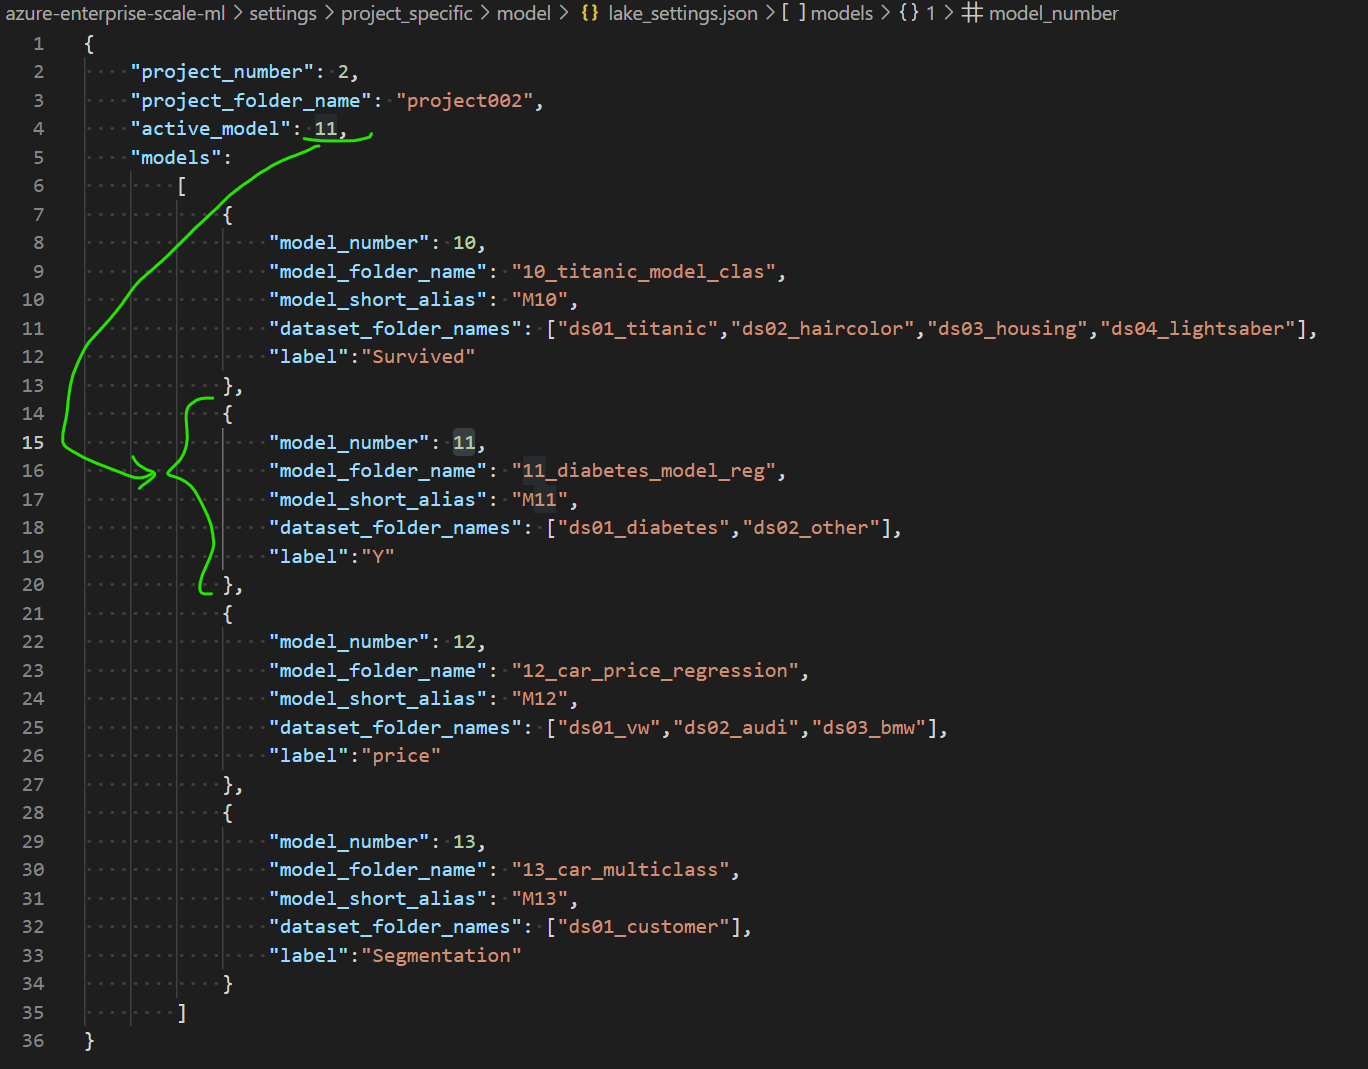 azure-enterprise-scale-ml > settings > project_specific > model > {} lake_settings.json > [ ] models > {} 1 > # model_number
1 {
2 "project_number": 2,
3 "project_folder_name": "project002",
4 "active_model": 11,
5 "models":
6 [
7 {
8 "model_number": 10,
9 "model_folder_name": "10_titanic_model_clas",
10 "model_short_alias": "M10",
11 "dataset_folder_names": ["ds01_titanic","ds02_haircolor","ds03_housing","ds04_lightsaber"],
12 "label":"Survived"
13 },
14 {
15 "model_number": 11,
16 "model_folder_name": "11_diabetes_model_reg",
17 "model_short_alias": "M11",
18 "dataset_folder_names": ["ds01_diabetes","ds02_other"],
19 "label":"Y"
20 },
21 {
22 "model_number": 12,
23 "model_folder_name": "12_car_price_regression",
24 "model_short_alias": "M12",
25 "dataset_folder_names": ["ds01_vw","ds02_audi","ds03_bmw"],
26 "label":"price"
27 },
28 {
29 "model_number": 13,
30 "model_folder_name": "13_car_multiclass",
31 "model_short_alias": "M13",
32 "dataset_folder_names": ["ds01_customer"],
33 "label":"Segmentation"
34 }
35 ]
36 }